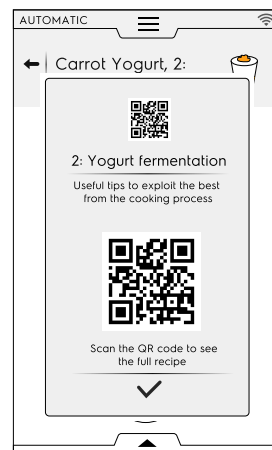 AUTOMATIC
Carrot Yogurt, 2:
2: Yogurt fermentation
Useful tips to exploit the best
from the cooking process
Scan the QR code to see
the full recipe